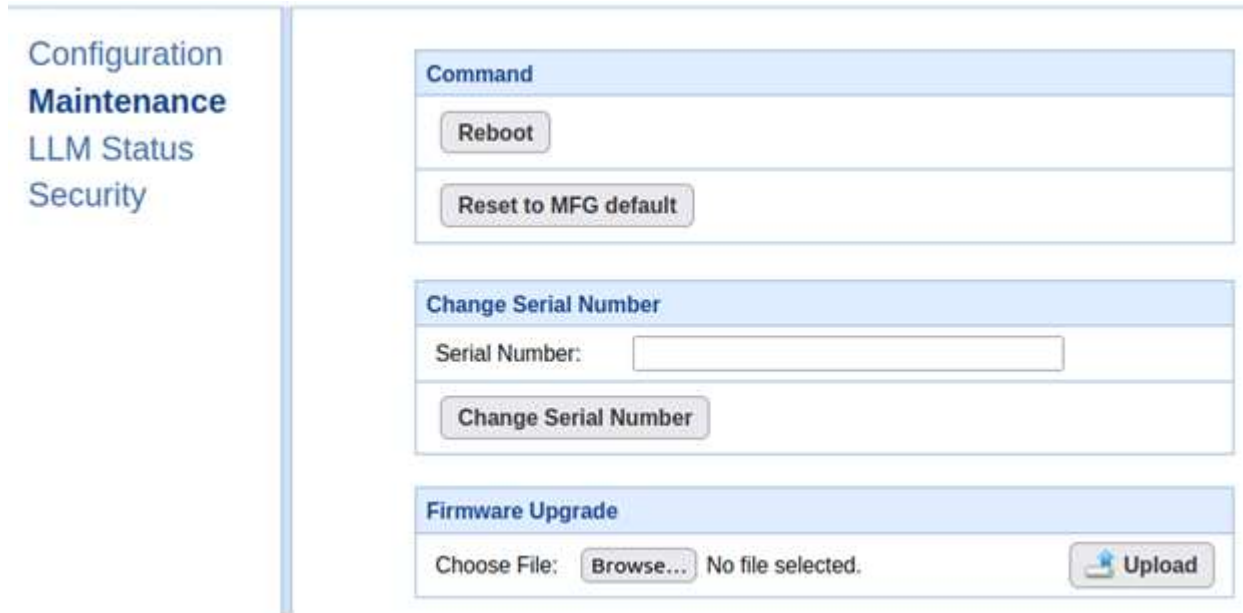 Configuration
Maintenance
LLM Status
Security
Command
Reboot
Reset to MFG default
Change Serial Number
Serial Number:
Change Serial Number
Firmware Upgrade
Choose File: Browse... No file selected. Upload